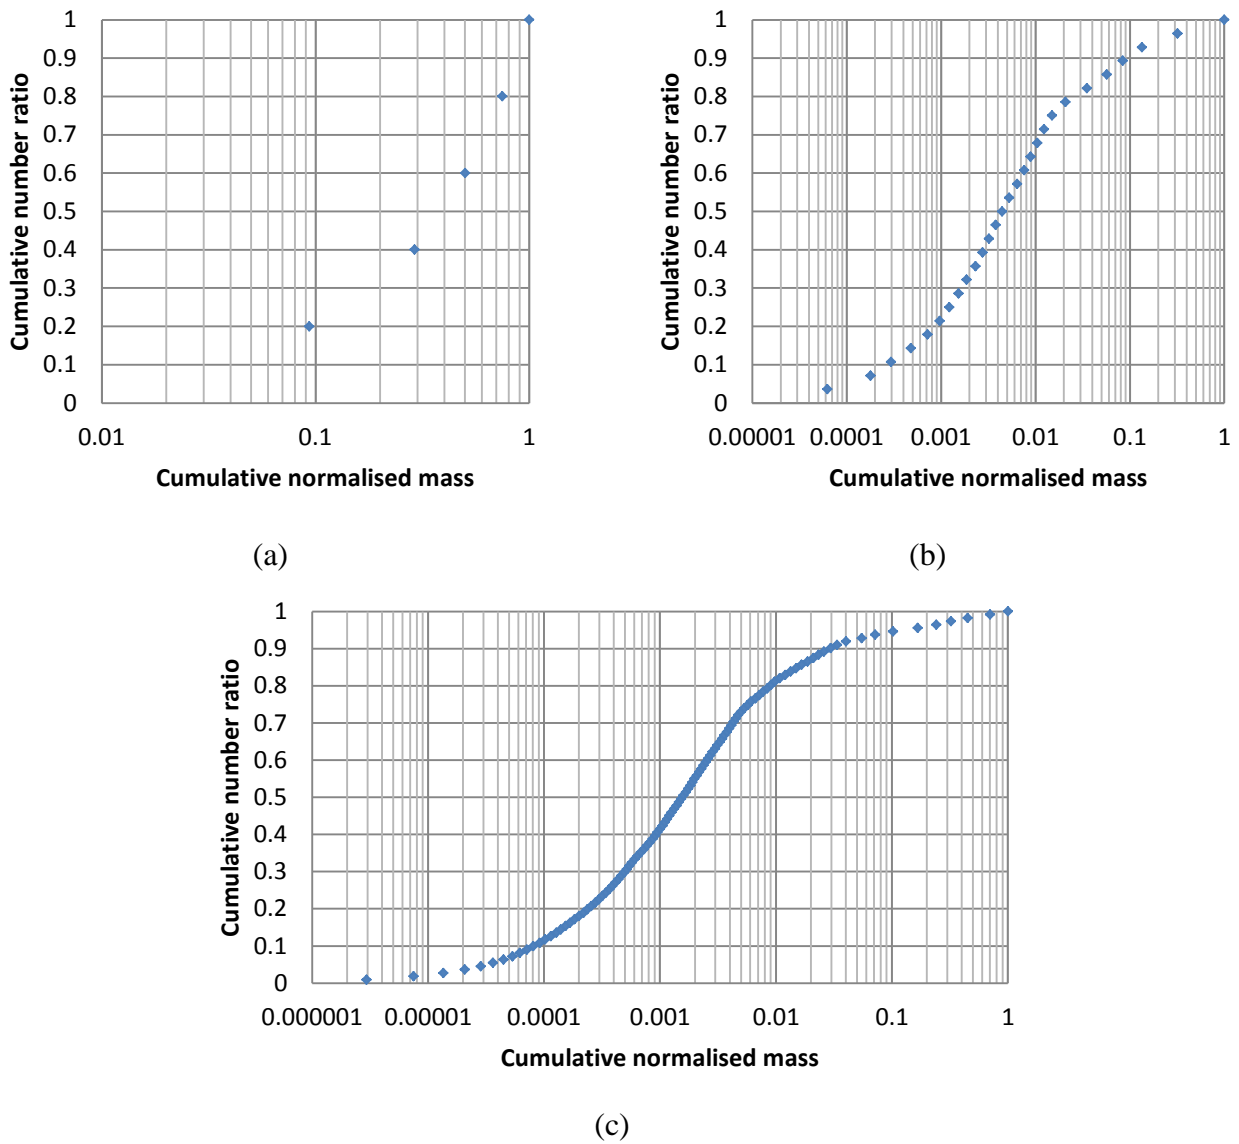 1
0.9
0.8
0.7
0.6
0.5
0.4
0.3
0.2
0.1
0
Cumulative number ratio
0.01 0.1 1
Cumulative normalised mass
(a)
1
0.9
0.8
0.7
0.6
0.5
0.4
0.3
0.2
0.1
0
Cumulative number ratio
0.00001 0.0001 0.001 0.01 0.1 1
Cumulative normalised mass
(b)
1
0.9
0.8
0.7
0.6
0.5
0.4
0.3
0.2
0.1
0
Cumulative number ratio
0.000001 0.00001 0.0001 0.001 0.01 0.1 1
Cumulative normalised mass
(c)